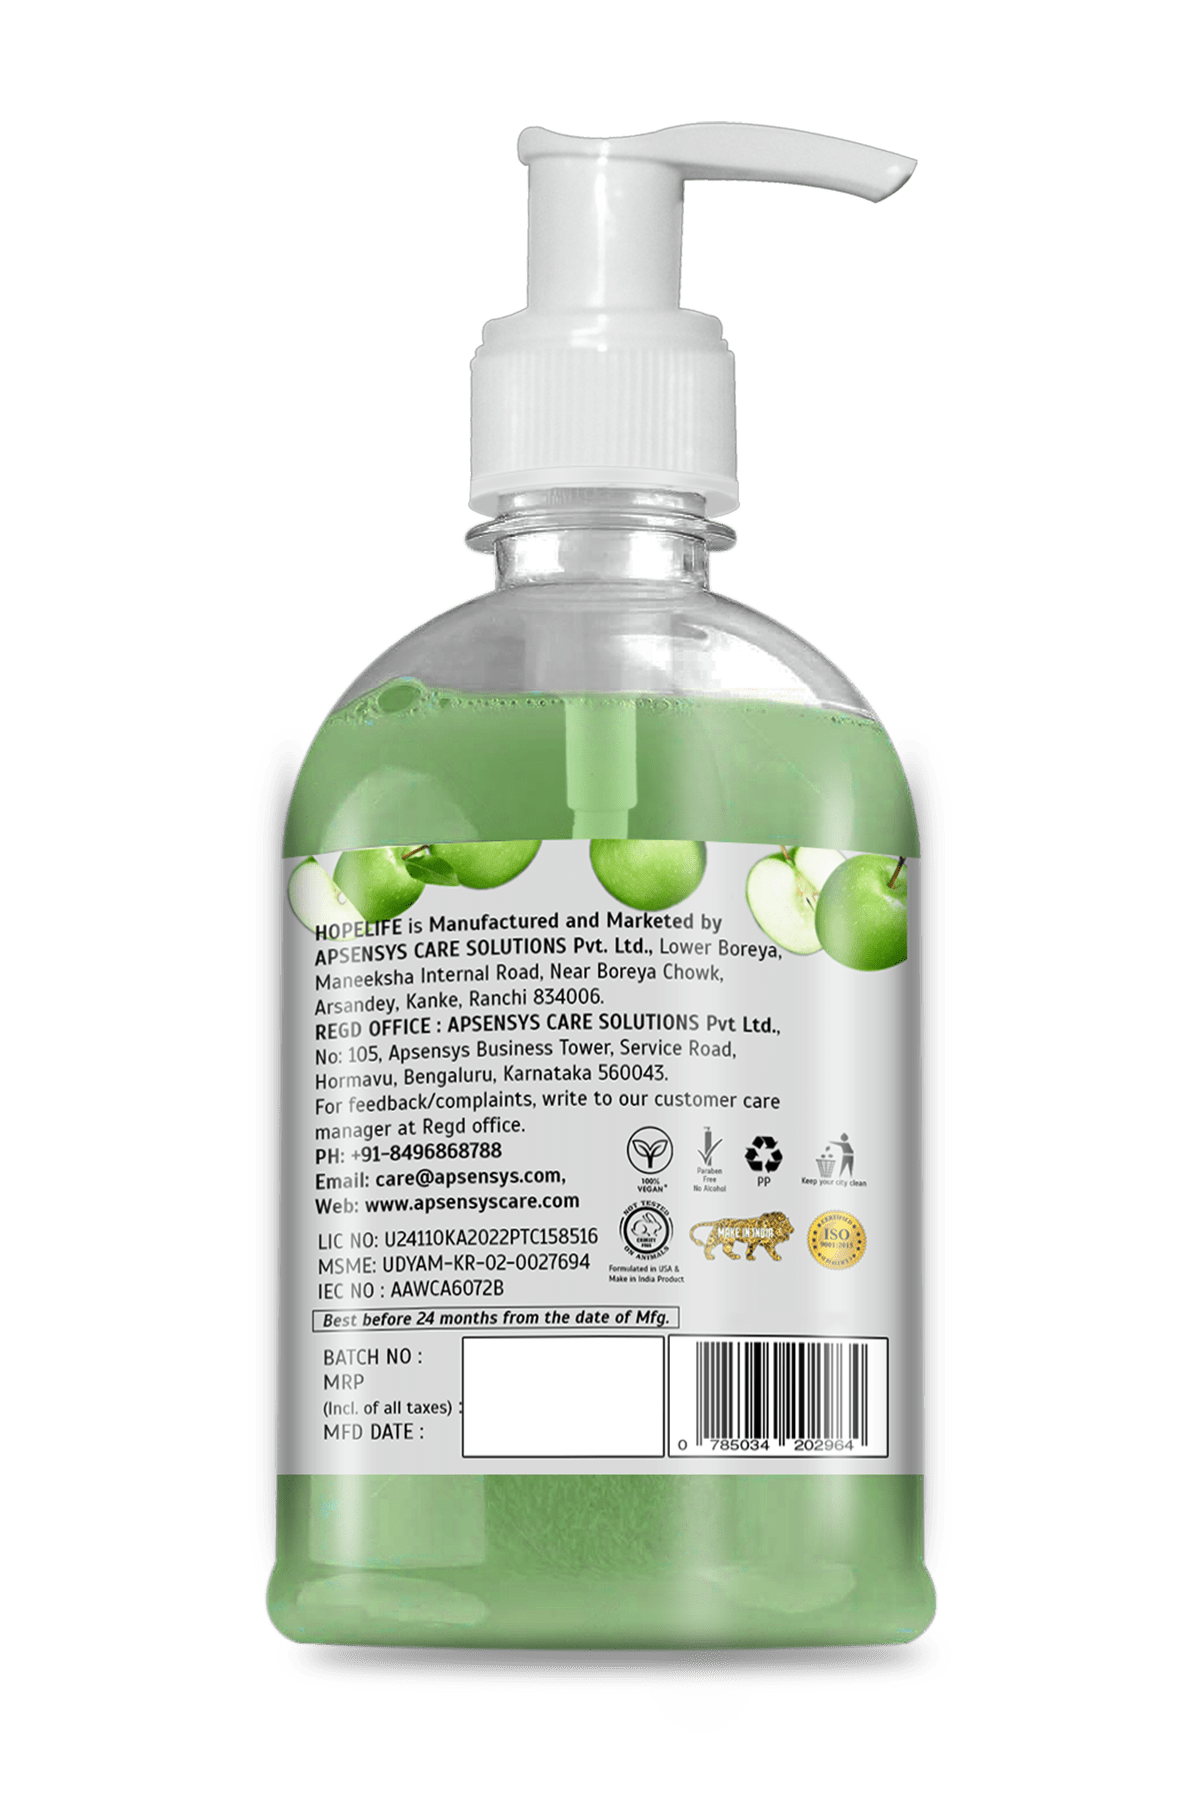 HOPELIFE is Manufactured and Marketed by
APSENSYS CARE SOLUTIONS Pvt. Ltd., Lower Boreya,
Maneeksha Internal Road, Near Boreya Chowk,
Arsandey, Kanke, Ranchi 834006.
REGD OFFICE : APSENSYS CARE SOLUTIONS Pvt Ltd.,
No: 105, Apsensys Business Tower, Service Road,
Hormavu, Bengaluru, Karnataka 560043.
For feedback/complaints, write to our customer care
manager at Regd office.
PH: +91-8496868788
Email: care@apsensys.com,
Web: www.apsensyscare.com
100%
VEGAN*
Paraben
Free
No Alcohol
PP
Keep your city clean
LIC NO: U24110KA2022PTC158516
MSME: UDYAM-KR-02-0027694
IEC NO : AAWCA6072B
NOT TESTED
CRUELTY
FREE
ON ANIMALS
Formulated in USA &
Make in India Product
MAKE IN INDIA
CERTIFIED
ISO
9001:2015
CERTIFIED
Best before 24 months from the date of Mfg.
BATCH NO :
MRP
(Incl. of all taxes) :
MFD DATE :
0 785034 202964